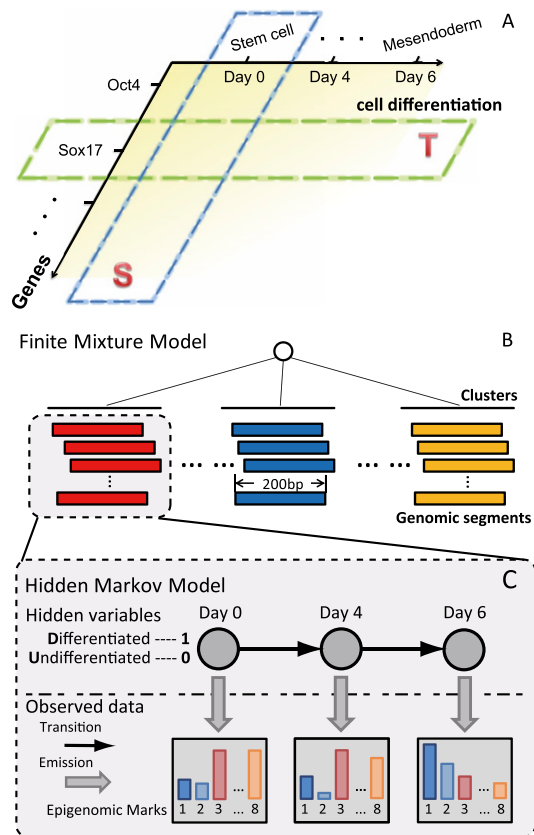 A
Stem cell . . . . Mesendoderm
Day 0 Day 4 Day 6
cell differentiation
Oct4
Sox17
. . .
Genes
T
S
Finite Mixture Model
B
Clusters
... ...
... ...
200bp
Genomic segments
C
Hidden Markov Model
Hidden variables
Day 0 Day 4 Day 6
Differentiated ---- 1
Undifferentiated ---- 0
Observed data
Transition
Emission
Epigenomic Marks
1 2 3 ... 8
1 2 3 ... 8
1 2 3 ... 8